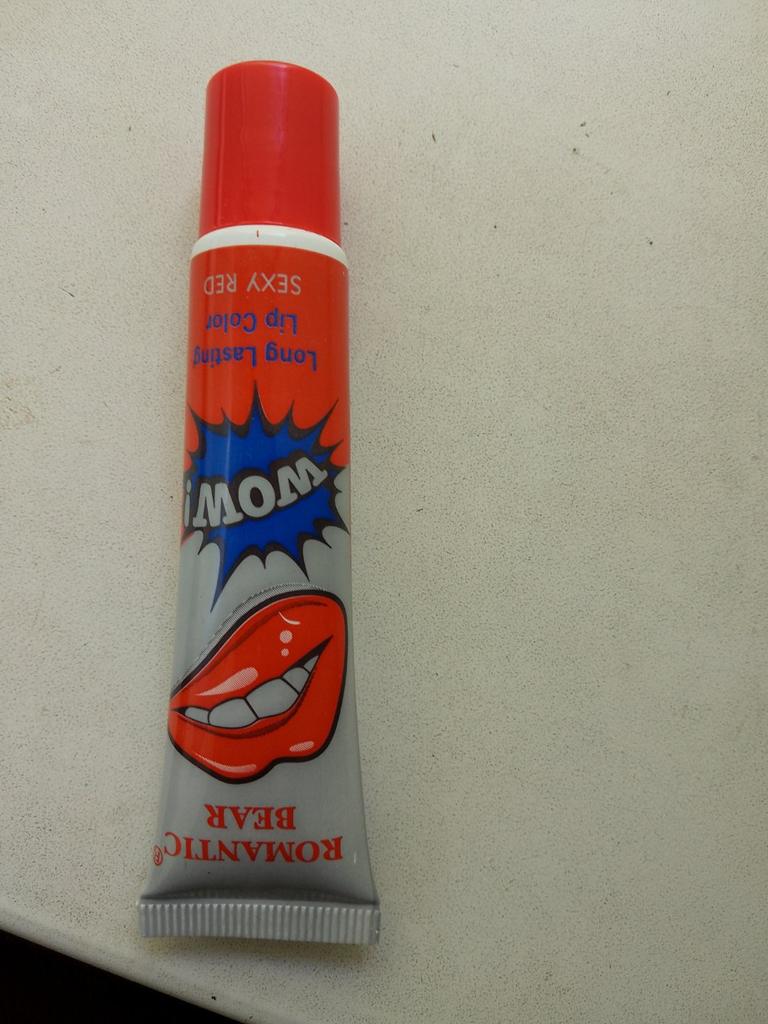 ROMANTIC®
BEAR
WOW!
Long Lasting
Lip Color
SEXY RED